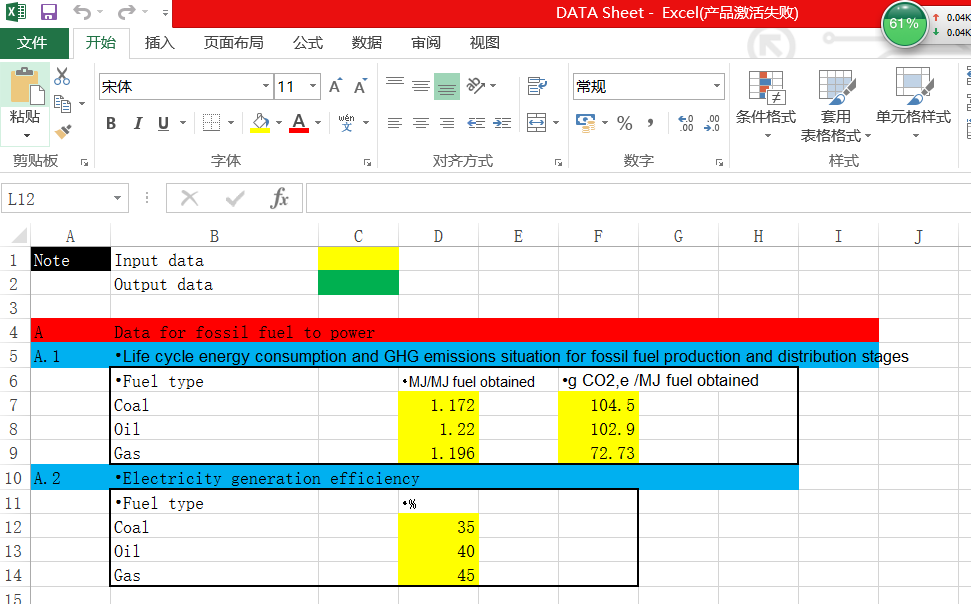 DATA Sheet - Excel(产品激活失败)
61%
0.04K
0.04K
文件 开始 插入 页面布局 公式 数据 审阅 视图
粘贴
剪贴板
宋体 11
B I U A wén 文
字体
对齐方式
常规
% , .00 .0 .00
数字
条件格式 套用 单元格样式
表格格式
样式
L12 fx
A B C D E F G H I J
1 Note Input data
2 Output data
3
4 A Data for fossil fuel to power
5 A.1 •Life cycle energy consumption and GHG emissions situation for fossil fuel production and distribution stages
6 •Fuel type •MJ/MJ fuel obtained •g CO2,e /MJ fuel obtained
7 Coal 1.172 104.5
8 Oil 1.22 102.9
9 Gas 1.196 72.73
10 A.2 •Electricity generation efficiency
11 •Fuel type •%
12 Coal 35
13 Oil 40
14 Gas 45
15